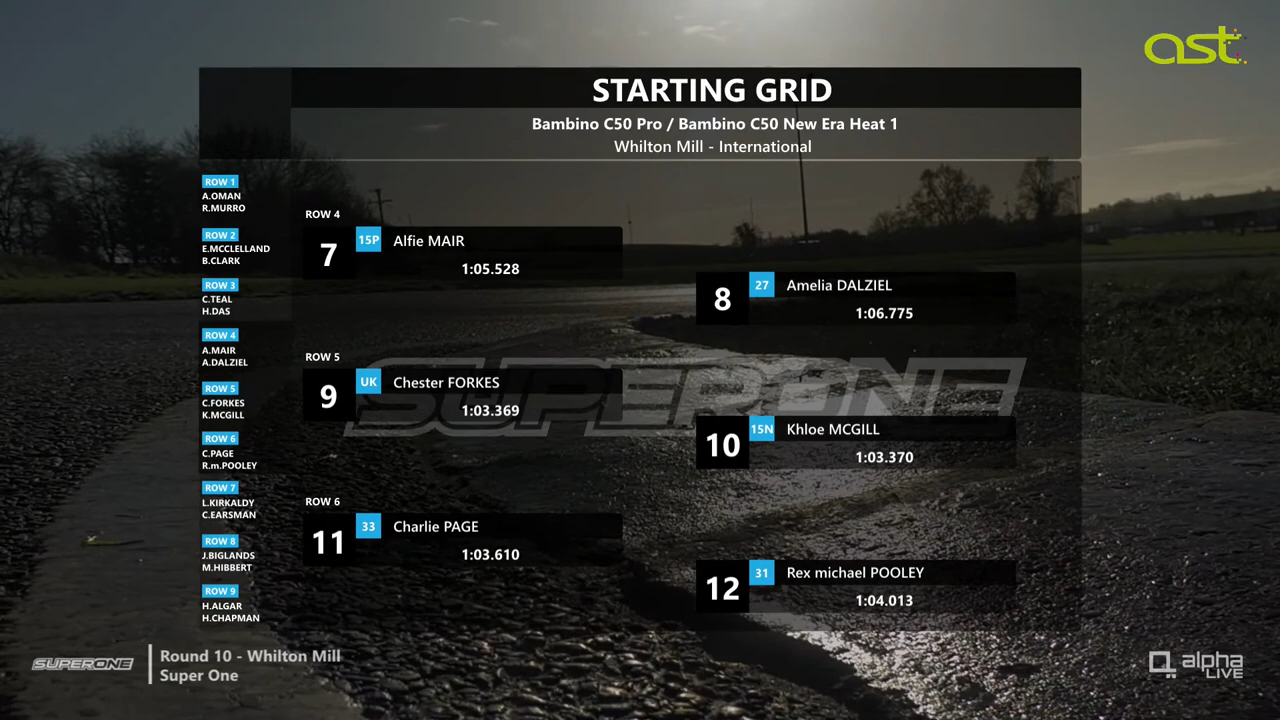 ast
STARTING GRID
Bambino C50 Pro / Bambino C50 New Era Heat 1
Whilton Mill - International
ROW 1
A.OMAN
R.MURRO
ROW 2
E.MCCLELLAND
B.CLARK
ROW 3
C.TEAL
H.DAS
ROW 4
A.MAIR
A.DALZIEL
ROW 5
C.FORKES
K.MCGILL
ROW 6
C.PAGE
R.m.POOLEY
ROW 7
L.KIRKALDY
C.EARSMAN
ROW 8
J.BIGLANDS
M.HIBBERT
ROW 9
H.ALGAR
H.CHAPMAN
ROW 4
7 15P Alfie MAIR
1:05.528
8 27 Amelia DALZIEL
1:06.775
ROW 5
9 UK Chester FORKES
1:03.369
10 15N Khloe MCGILL
1:03.370
ROW 6
11 33 Charlie PAGE
1:03.610
12 31 Rex michael POOLEY
1:04.013
SUPERONE
SUPERONE
Round 10 - Whilton Mill
Super One
alpha
LIVE